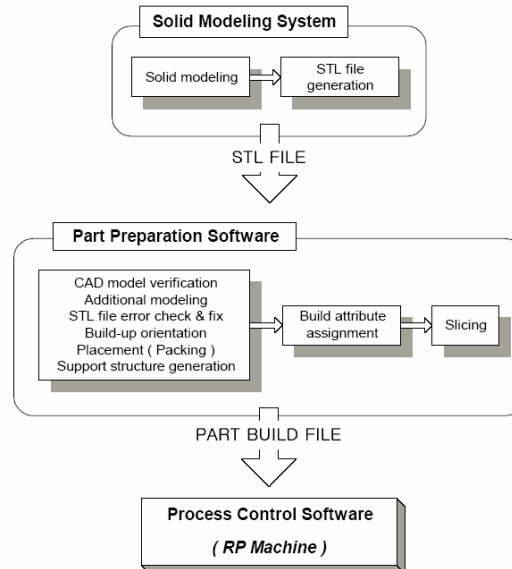 Solid Modeling System
Solid modeling
STL file
generation
STL FILE
Part Preparation Software
CAD model verification
Additional modeling
STL file error check & fix
Build-up orientation
Placement ( Packing )
Support structure generation
Build attribute
assignment
Slicing
PART BUILD FILE
Process Control Software
( RP Machine )